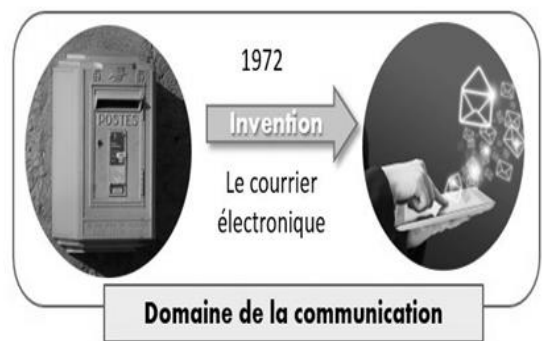 1972
POSTES
Invention
Le courrier
électronique
Domaine de la communication